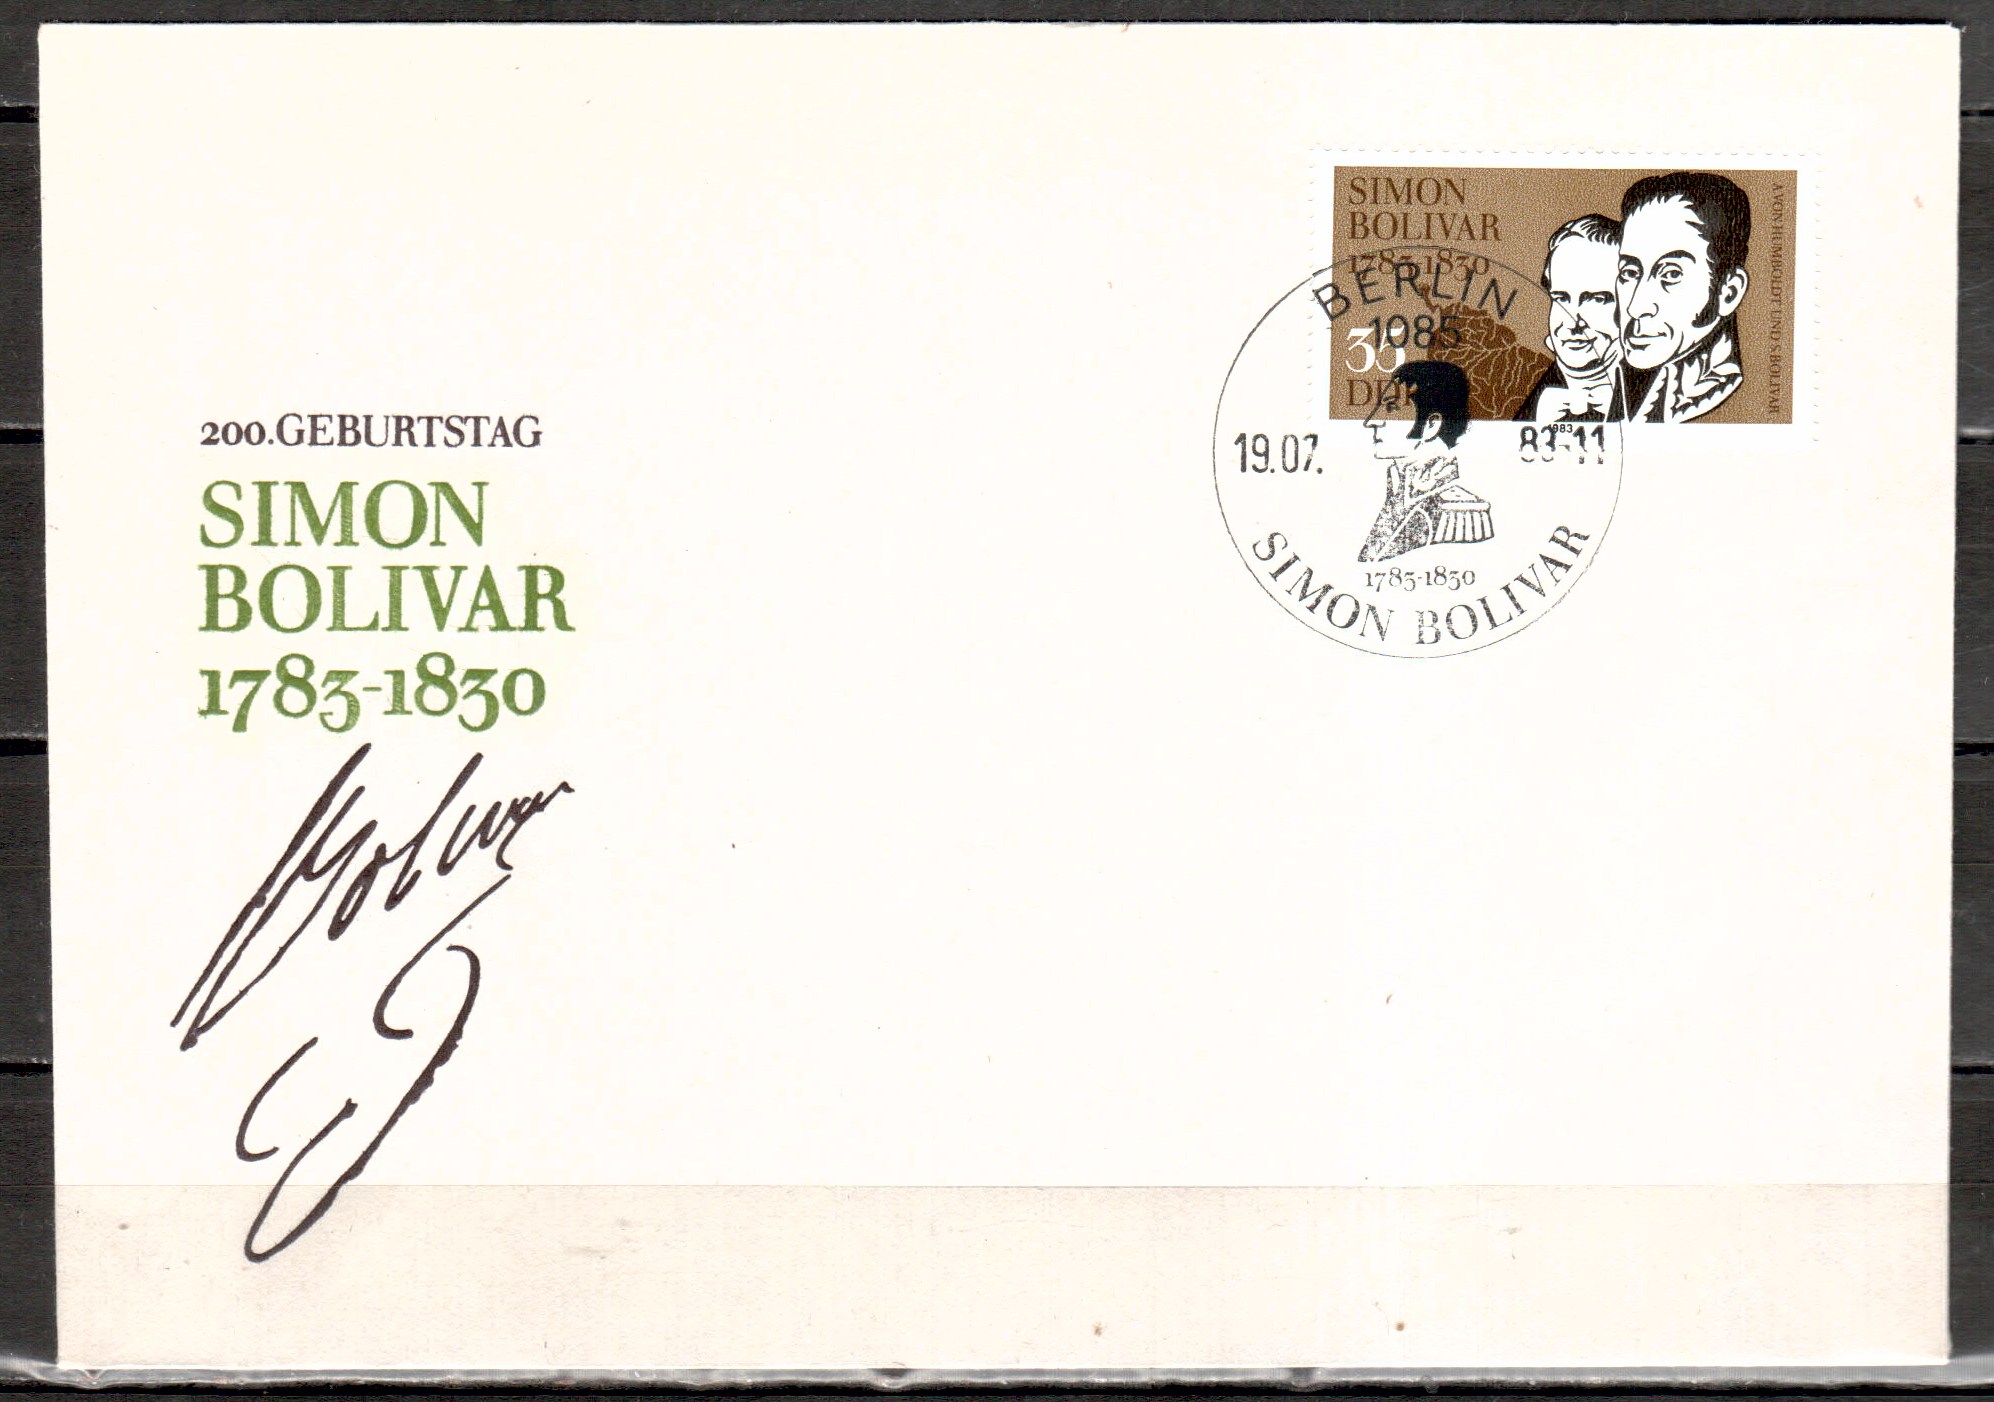 200.GEBURTSTAG
SIMON
BOLIVAR
1783-1830
Bolivar
SIMON
BOLIVAR
1783-1830
35
DDR
A.VON HUMBOLDT UND S.BOLIVAR
1983
BERLIN
1085
19.07. 83-11
1783-1830
SIMON BOLIVAR